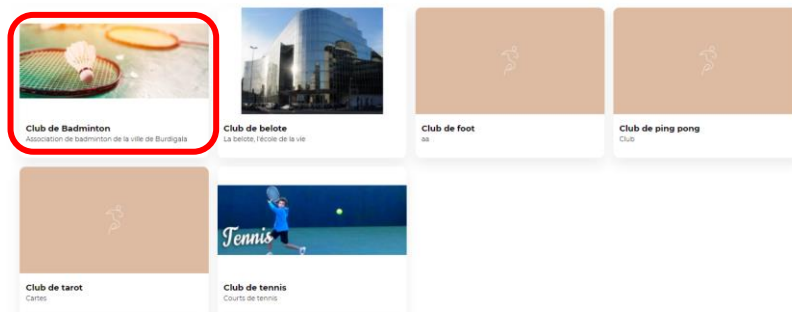 Club de Badminton
Association de badminton de la ville de Burdigala
Club de belote
La belote, l'école de la vie
Club de foot
aa
Club de ping pong
Club
Club de tarot
Cartes
Tennis
Club de tennis
Courts de tennis